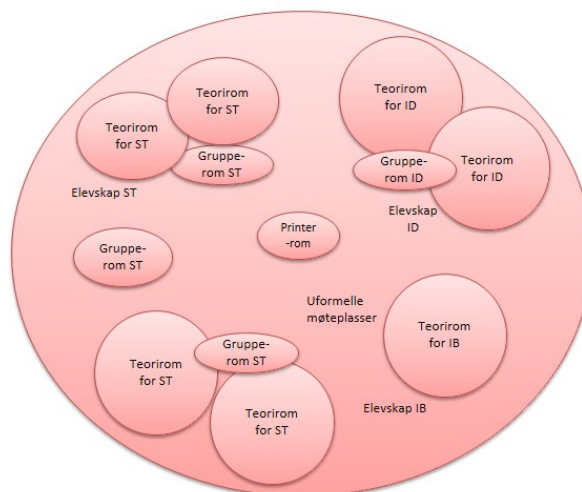 Teorirom
for ST
Teorirom
for ST
Gruppe-
rom ST
Elevskap ST
Teorirom
for ID
Teorirom
for ID
Gruppe-
rom ID
Elevskap
ID
Gruppe-
rom ST
Printer
-rom
Uformelle
møteplasser
Teorirom
for IB
Elevskap IB
Teorirom
for ST
Gruppe-
rom ST
Teorirom
for ST